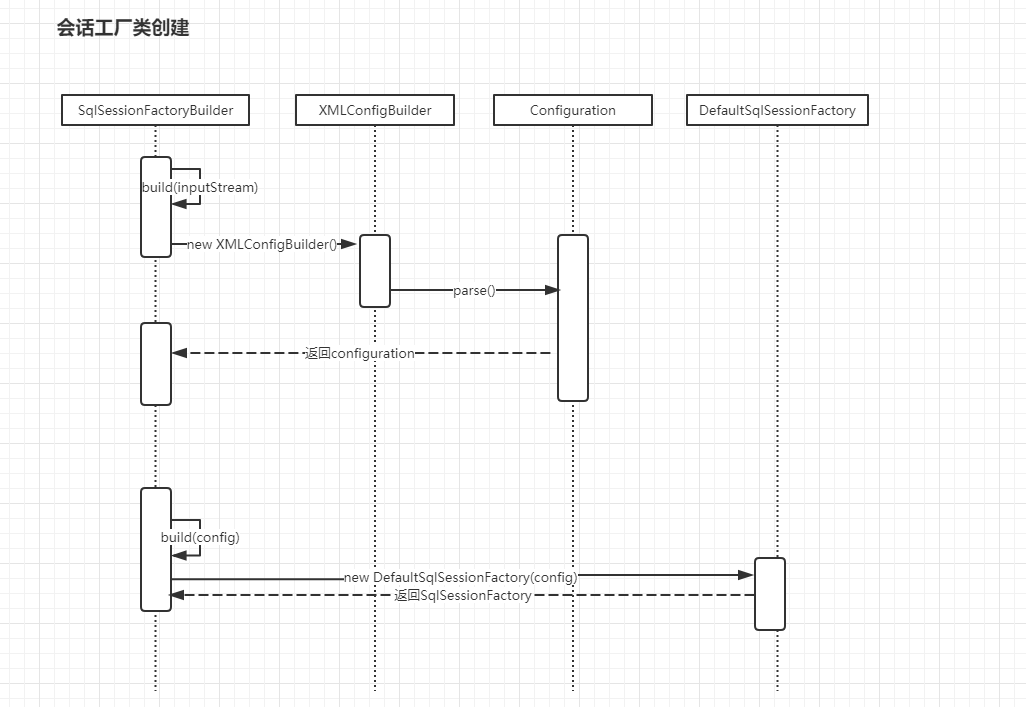 会话工厂类创建
SqlSessionFactoryBuilder
XMLConfigBuilder
Configuration
DefaultSqlSessionFactory
build(inputStream)
new XMLConfigBuilder()
parse()
返回configuration
build(config)
new DefaultSqlSessionFactory(config)
返回SqlSessionFactory